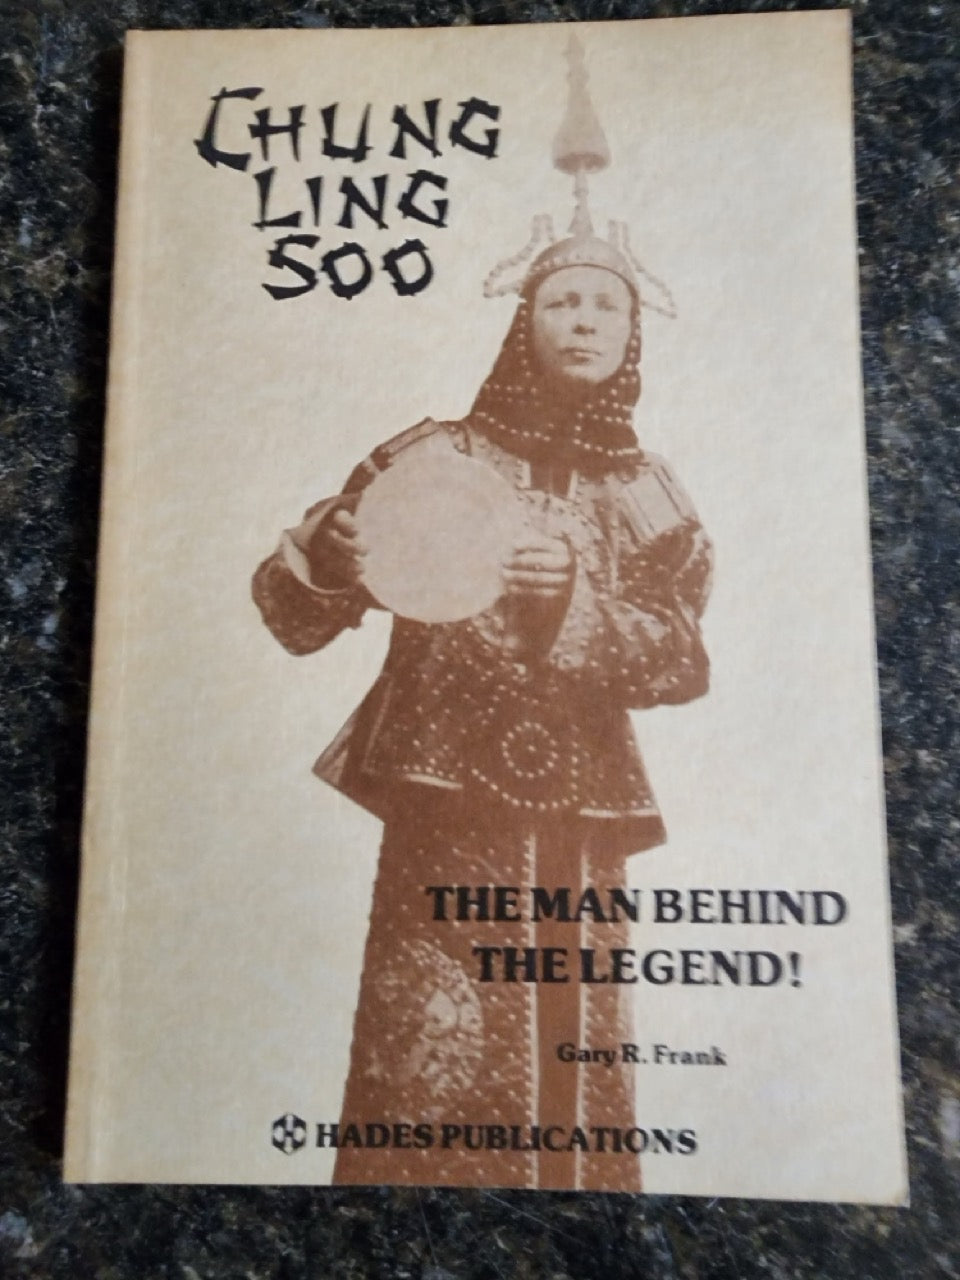 CHUNG
LING
SOO
THE MAN BEHIND
THE LEGEND!
Gary R. Frank
HADES PUBLICATIONS